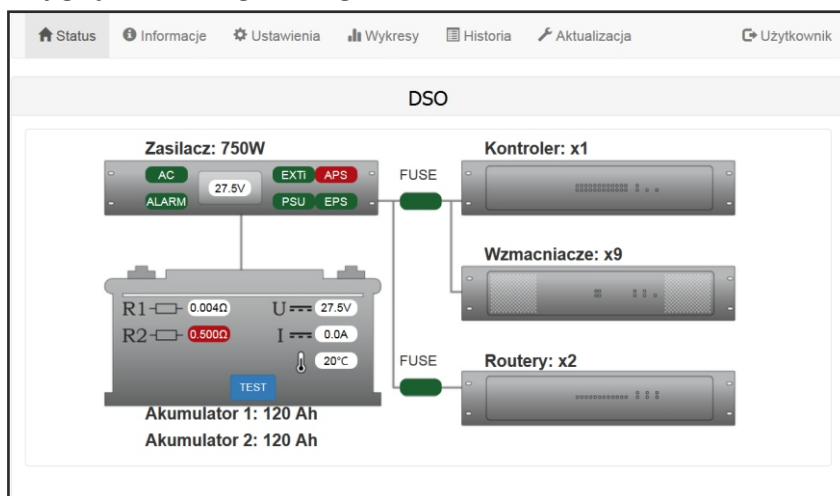 Status Informacje Ustawienia Wykresy Historia Aktualizacja Użytkownik
DSO
Zasilacz: 750W
AC 27.5V EXTi APS
ALARM PSU EPS
FUSE
Kontroler: x1
Wzmacniacze: x9
R1 0.004Ω U 27.5V
R2 0.500Ω I 0.0A
20°C
TEST
FUSE
Routery: x2
Akumulator 1: 120 Ah
Akumulator 2: 120 Ah